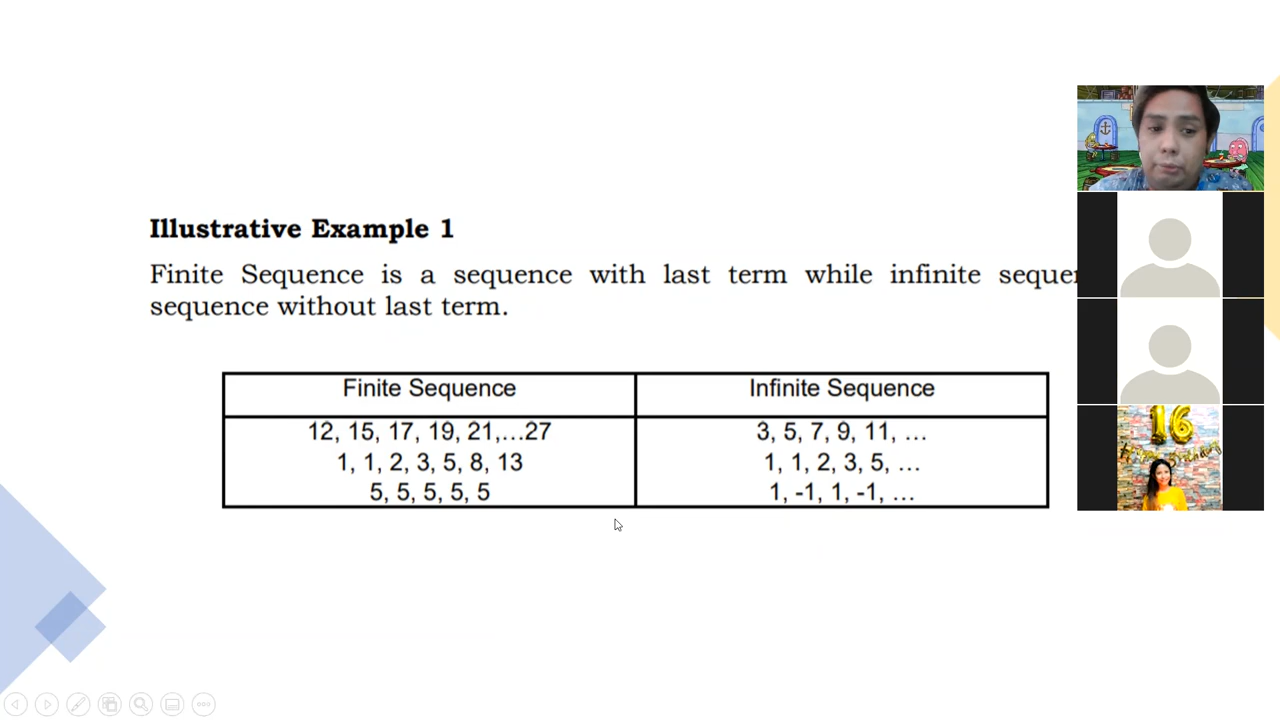 Illustrative Example 1
Finite Sequence is a sequence with last term while infinite
sequence without last term.
Finite Sequence
Infinite Sequence
12, 15, 17, 19, 21,…27
3, 5, 7, 9, 11, …
1, 1, 2, 3, 5, 8, 13
1, 1, 2, 3, 5, …
5, 5, 5, 5, 5
1, -1, 1, -1, …
16
Happy Birthday